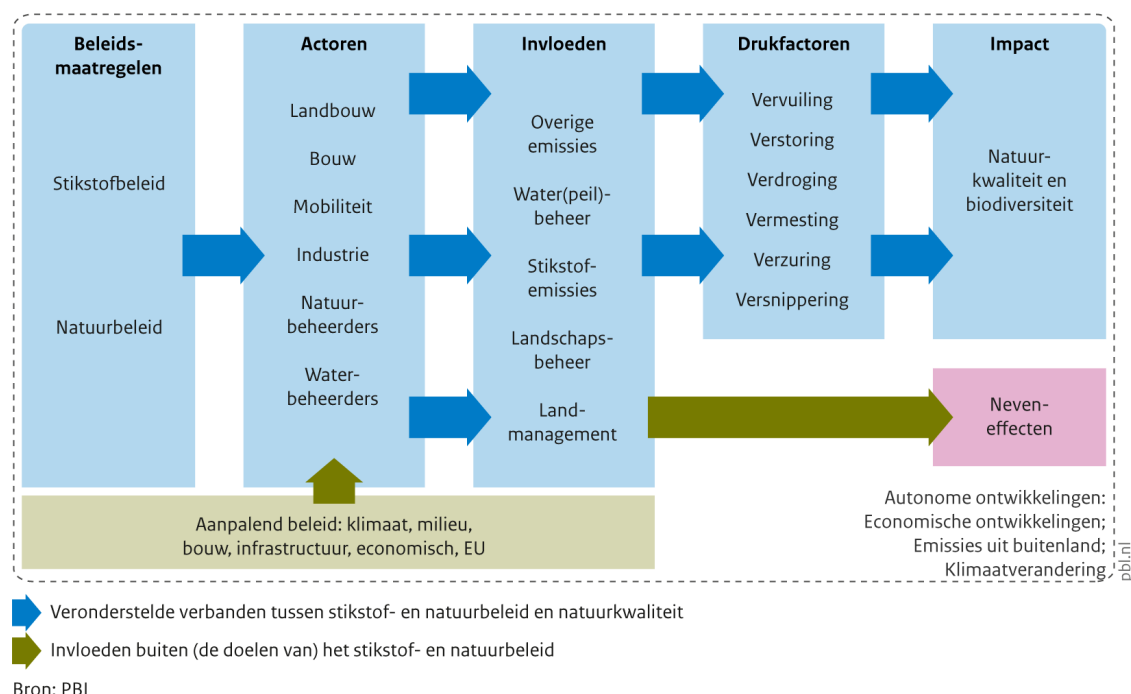 Beleids-
maatregelen
Stikstofbeleid
Natuurbeleid
Actoren
Landbouw
Bouw
Mobiliteit
Industrie
Natuur-
beheerders
Water-
beheerders
Invloeden
Overige
emissies
Water(peil)-
beheer
Stikstof-
emissies
Landschaps-
beheer
Land-
management
Drukfactoren
Vervuiling
Verstoring
Verdroging
Vermesting
Verzuring
Versnippering
Impact
Natuur-
kwaliteit en
biodiversiteit
Neven-
effecten
Aanpalend beleid: klimaat, milieu,
bouw, infrastructuur, economisch, EU
Autonome ontwikkelingen:
Economische ontwikkelingen;
Emissies uit buitenland;
Klimaatverandering
pbl.nl
Veronderstelde verbanden tussen stikstof- en natuurbeleid en natuurkwaliteit
Invloeden buiten (de doelen van) het stikstof- en natuurbeleid
Bron: PBL